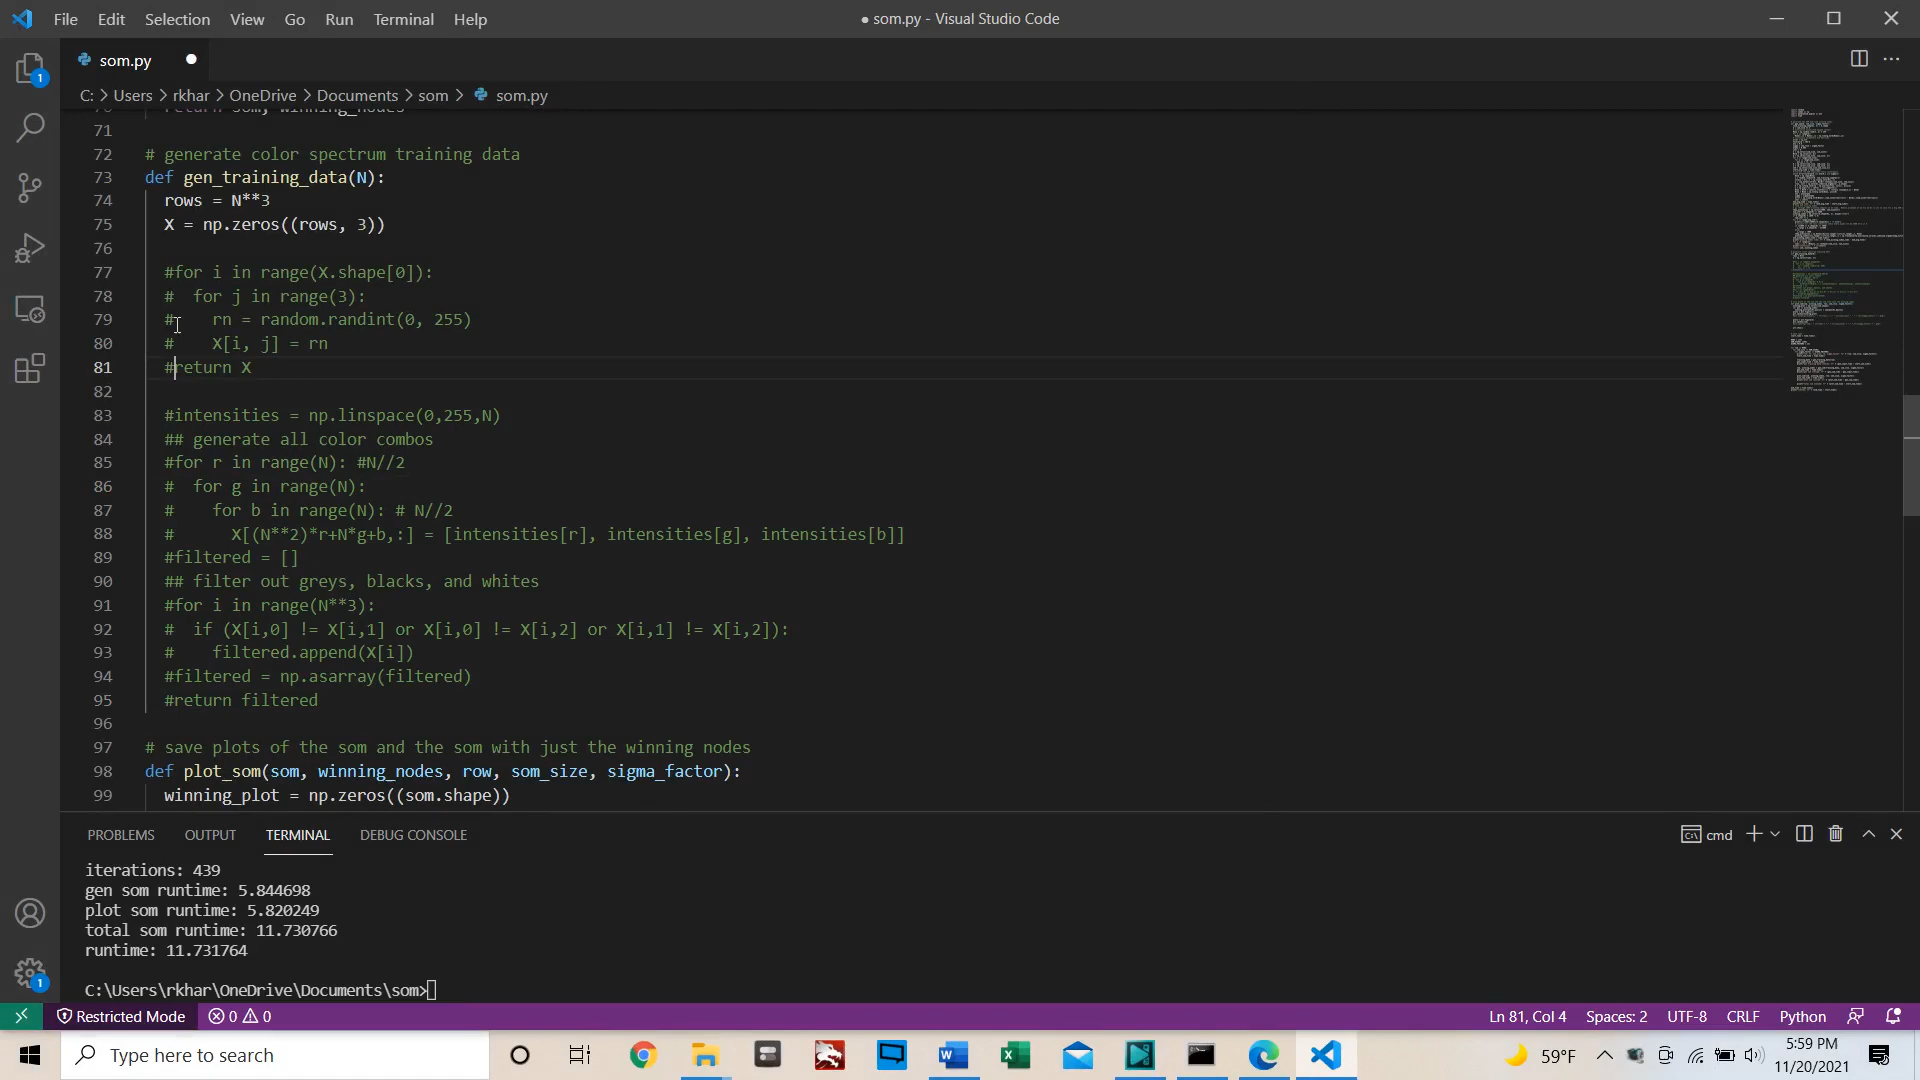 File Edit Selection View Go Run Terminal Help
● som.py - Visual Studio Code
som.py
C: > Users > rkhar > OneDrive > Documents > som > som.py
71
72 # generate color spectrum training data
73 def gen_training_data(N):
74 rows = N**3
75 X = np.zeros((rows, 3))
76
77 #for i in range(X.shape[0]):
78 #  for j in range(3):
79 #    rn = random.randint(0, 255)
80 #    X[i, j] = rn
81 #return X
82
83 #intensities = np.linspace(0,255,N)
84 ## generate all color combos
85 #for r in range(N): #N//2
86 #  for g in range(N):
87 #    for b in range(N): # N//2
88 #      X[(N**2)*r+N*g+b,:] = [intensities[r], intensities[g], intensities[b]]
89 #filtered = []
90 ## filter out greys, blacks, and whites
91 #for i in range(N**3):
92 #  if (X[i,0] != X[i,1] or X[i,0] != X[i,2] or X[i,1] != X[i,2]):
93 #    filtered.append(X[i])
94 #filtered = np.asarray(filtered)
95 #return filtered
96
97 # save plots of the som and the som with just the winning nodes
98 def plot_som(som, winning_nodes, row, som_size, sigma_factor):
99 winning_plot = np.zeros((som.shape))
PROBLEMS OUTPUT TERMINAL DEBUG CONSOLE
cmd
iterations: 439
gen som runtime: 5.844698
plot som runtime: 5.820249
total som runtime: 11.730766
runtime: 11.731764
C:\Users\rkhar\OneDrive\Documents\som>
1
Restricted Mode 0 0 Ln 81, Col 4 Spaces: 2 UTF-8 CRLF Python
Type here to search
59°F
5:59 PM
11/20/2021